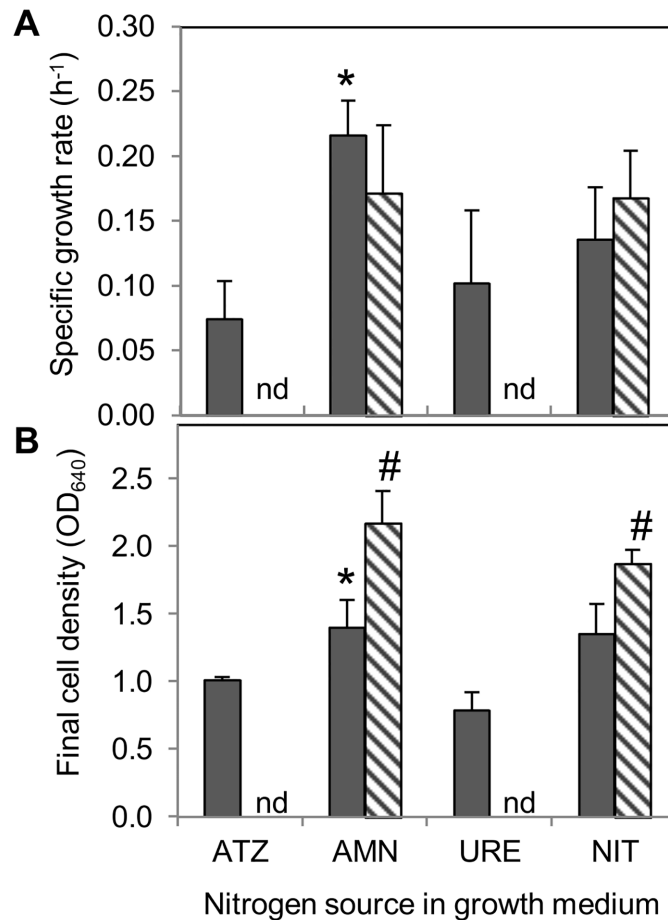 A
Specific growth rate (h⁻¹)
0.30
0.25
0.20
0.15
0.10
0.05
0.00
*
nd
nd
B
Final cell density (OD₆₄₀)
2.5
2.0
1.5
1.0
0.5
0.0
#
#
*
nd
nd
ATZ AMN URE NIT
Nitrogen source in growth medium